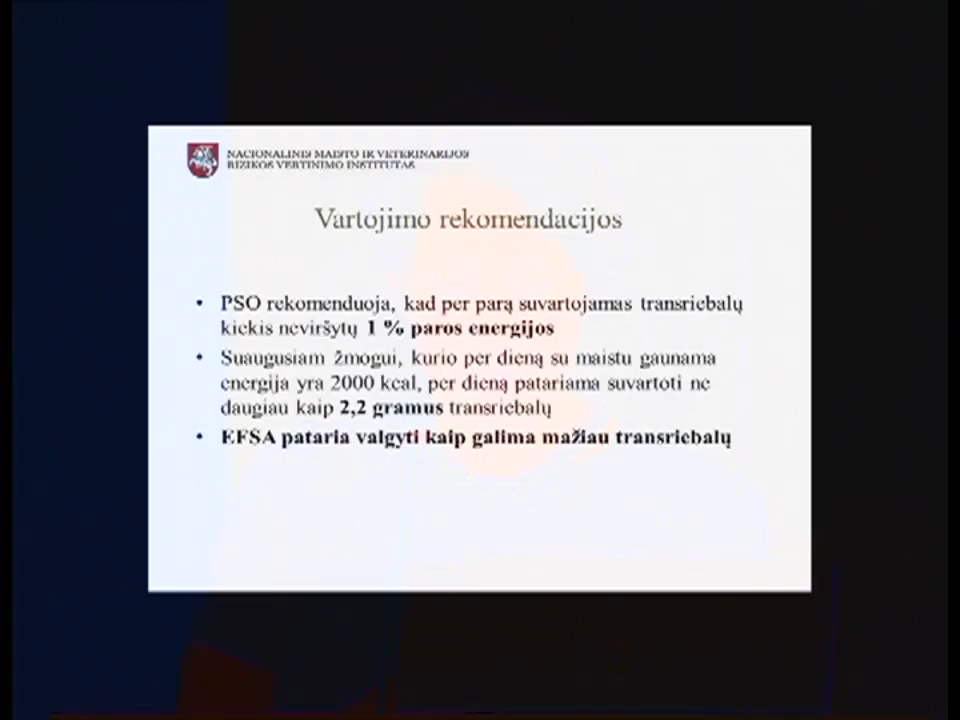 NACIONALINIS MAISTO IR VETERINARIJOS
RIZIKOS VERTINIMO INSTITUTAS
Vartojimo rekomendacijos
• PSO rekomenduoja, kad per parą suvartojamas transriebalų
kiekis neviršytų 1 % paros energijos
• Suaugusiam žmogui, kurio per dieną su maistu gaunama
energija yra 2000 kcal, per dieną patariama suvartoti ne
daugiau kaip 2,2 gramus transriebalų
• EFSA pataria valgyti kaip galima mažiau transriebalų